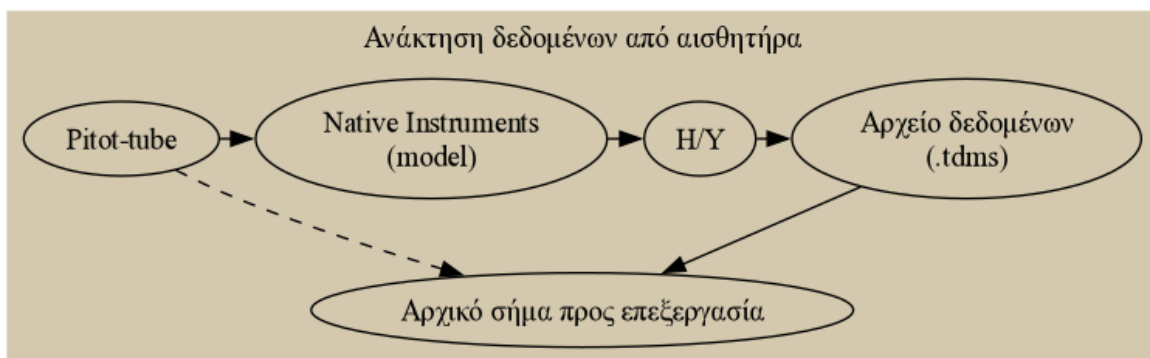 Ανάκτηση δεδομένων από αισθητήρα
Pitot-tube
Native Instruments
(model)
Η/Υ
Αρχείο δεδομένων
(.tdms)
Αρχικό σήμα προς επεξεργασία